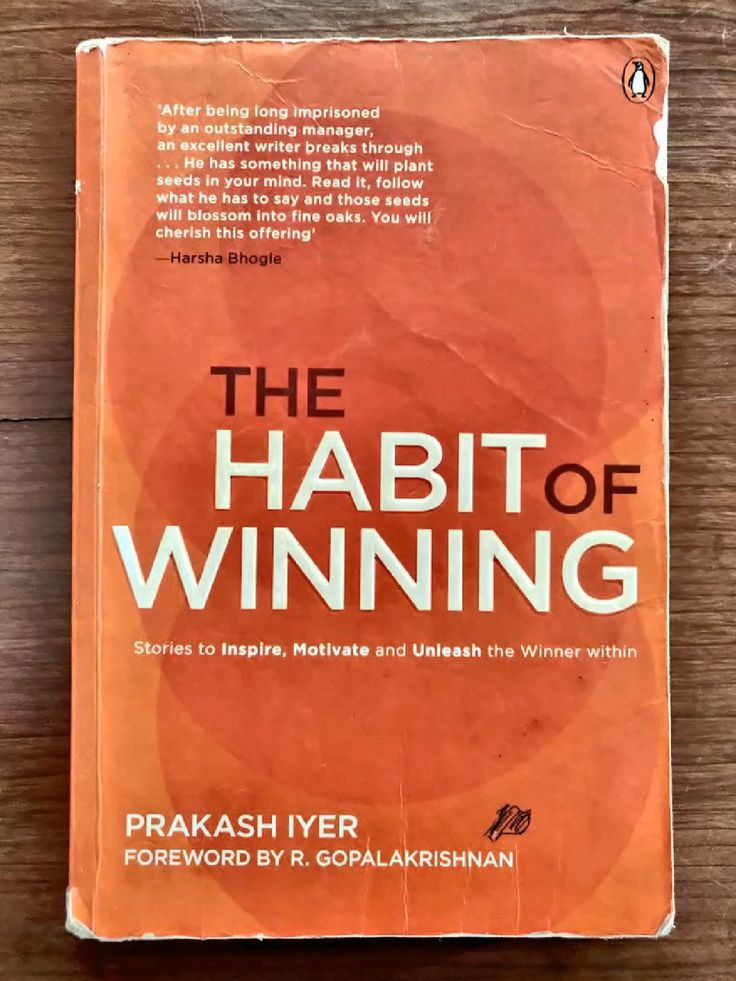 'After being long imprisoned
by an outstanding manager,
an excellent writer breaks through
. . . He has something that will plant
seeds in your mind. Read it, follow
what he has to say and those seeds
will blossom into fine oaks. You will
cherish this offering'
—Harsha Bhogle
THE
HABIT OF
WINNING
Stories to Inspire, Motivate and Unleash the Winner within
PRAKASH IYER
FOREWORD BY R. GOPALAKRISHNAN